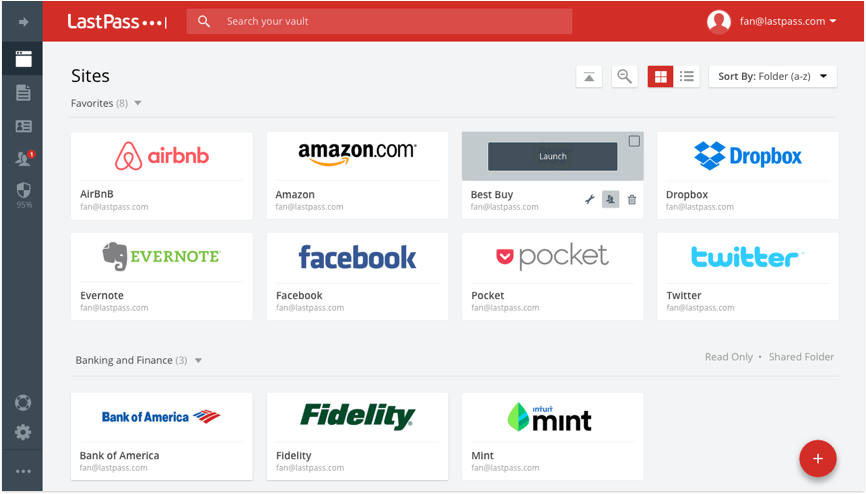 LastPass•••|
Search your vault
fan@lastpass.com
Sites
Sort By: Folder (a-z)
Favorites (8)
1
95%
airbnb
AirBnB
fan@lastpass.com
amazon.com
Amazon
fan@lastpass.com
Launch
Best Buy
fan@lastpass.com
Dropbox
Dropbox
fan@lastpass.com
EVERNOTE
Evernote
fan@lastpass.com
facebook
Facebook
fan@lastpass.com
pocket
Pocket
fan@lastpass.com
twitter
Twitter
fan@lastpass.com
Banking and Finance (3)
Read Only • Shared Folder
Bank of America
Bank of America
fan@lastpass.com
Fidelity
Fidelity
fan@lastpass.com
intuit
mint
Mint
fan@lastpass.com
+